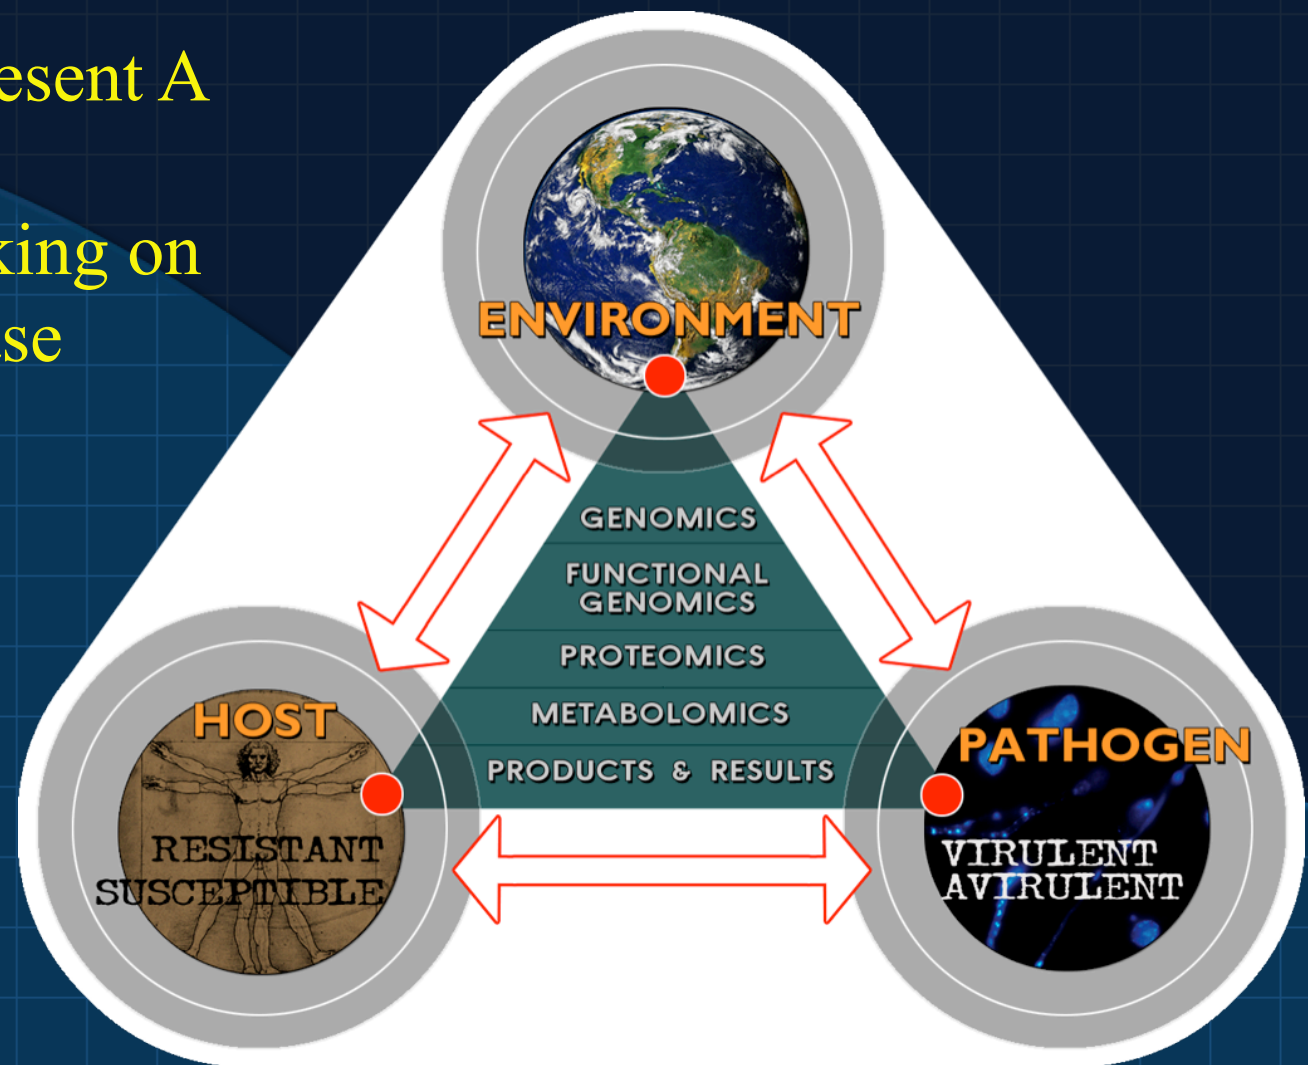 esent A
king on
se
ENVIRONMENT
GENOMICS
FUNCTIONAL
GENOMICS
PROTEOMICS
METABOLOMICS
PRODUCTS & RESULTS
HOST
RESISTANT
SUSCEPTIBLE
PATHOGEN
VIRULENT
AVIRULENT